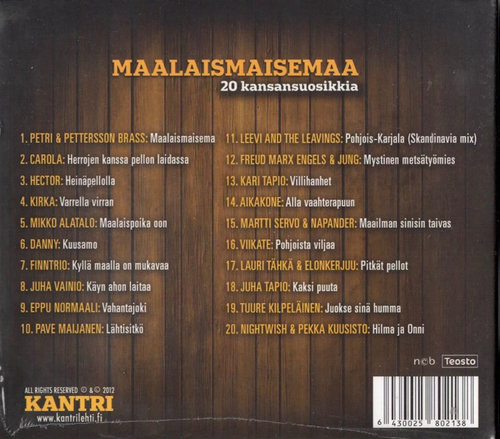 MAALAISMAISEMAA
20 kansansuosikkia
1. PETRI & PETTERSSON BRASS: Maalaismaisema
2. CAROLA: Herrojen kanssa pellon laidassa
3. HECTOR: Heinäpellolla
4. KIRKA: Varrella virran
5. MIKKO ALATALO: Maalaispoika oon
6. DANNY: Kuusamo
7. FINNTRIO: Kyllä maalla on mukavaa
8. JUHA VAINIO: Käyn ahon laitaa
9. EPPU NORMAALI: Vahantajoki
10. PAVE MAIJANEN: Lähtisitkö
11. LEEVI AND THE LEAVINGS: Pohjois-Karjala (Skandinavia mix)
12. FREUD MARX ENGELS & JUNG: Mystinen metsätyömies
13. KARI TAPIO: Villihanhet
14. AIKAKONE: Alla vaahterapuun
15. MARTTI SERVO & NAPANDER: Maailman sinisin taivas
16. VIIKATE: Pohjoista viljaa
17. LAURI TÄHKÄ & ELONKERJUU: Pitkät pellot
18. JUHA TAPIO: Kaksi puuta
19. TUURE KILPELÄINEN: Juokse sinä humma
20. NIGHTWISH & PEKKA KUUSISTO: Hilma ja Onni
ALL RIGHTS RESERVED ℗ & © 2012
KANTRI
www.kantrilehti.fi
n©b Teosto
6 430025 802138